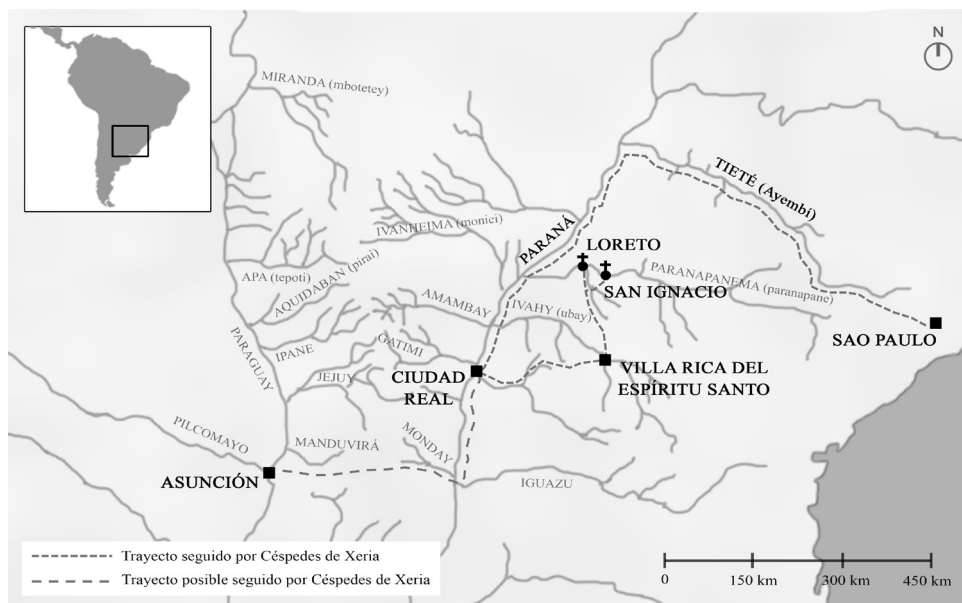 N
MIRANDA (mbotetey)
TIETÉ (Ayembí)
PARANÁ
IVANHEIMA (monici)
LORETO
APA (tepoti)
AQUIDABAN (pirai)
PARANAPANEMA (paranapane)
SAN IGNACIO
AMAMBAY
IVAHY (ubay)
PARAGUAY
IPANE
GATIMI
SAO PAULO
JEJUY
CIUDAD
REAL
VILLA RICA DEL
ESPÍRITU SANTO
PILCOMAYO
MANDUVIRÁ
MONDAY
ASUNCIÓN
IGUAZU
Trayecto seguido por Céspedes de Xeria
Trayecto posible seguido por Céspedes de Xeria
0 150 km 300 km 450 km